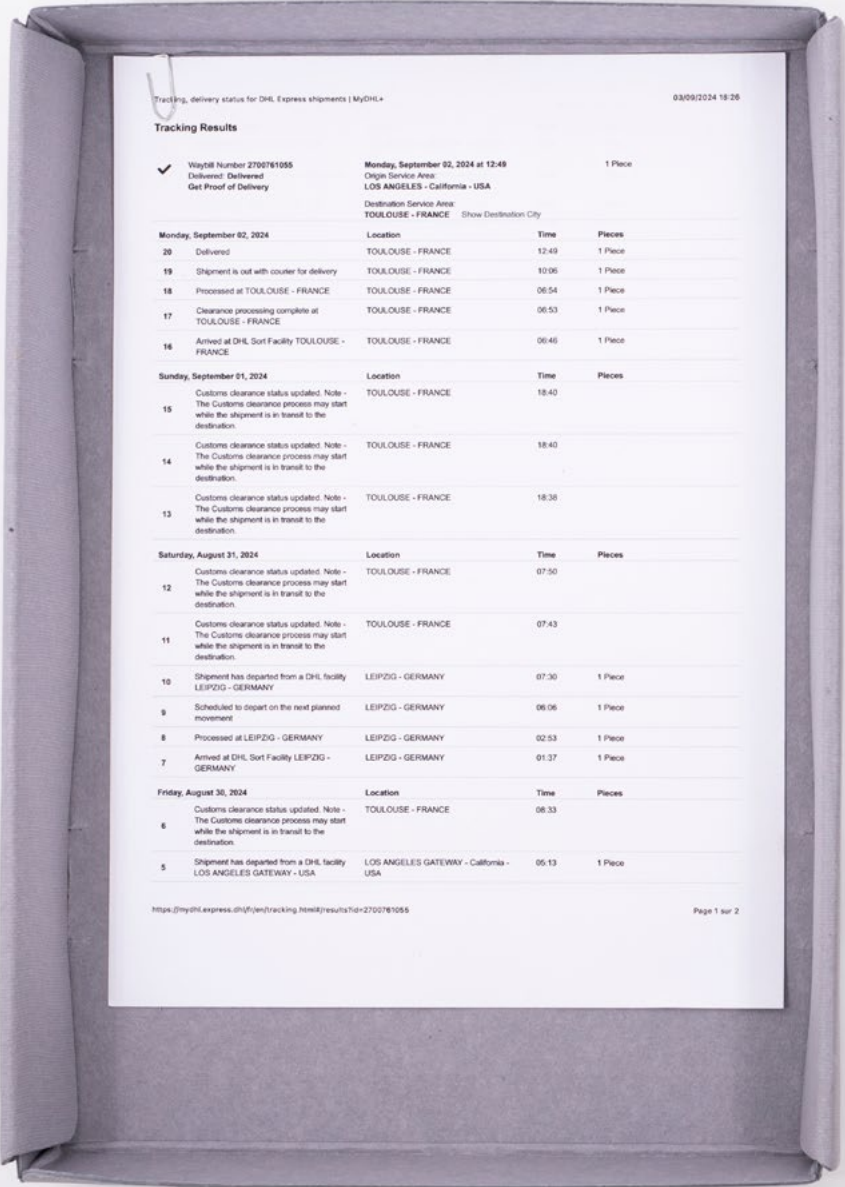 Tracking, delivery status for DHL Express shipments | MyDHL+ 03/09/2024 18:26
Tracking Results
Waybill Number 2700761055 Monday, September 02, 2024 at 12:49 1 Piece
Delivered: Delivered Origin Service Area:
Get Proof of Delivery LOS ANGELES - California - USA
Destination Service Area:
TOULOUSE - FRANCE Show Destination City
Monday, September 02, 2024 Location Time Pieces
20 Delivered TOULOUSE - FRANCE 12:49 1 Piece
19 Shipment is out with courier for delivery TOULOUSE - FRANCE 10:06 1 Piece
18 Processed at TOULOUSE - FRANCE TOULOUSE - FRANCE 06:54 1 Piece
17 Clearance processing complete at TOULOUSE - FRANCE 06:53 1 Piece
TOULOUSE - FRANCE
16 Arrived at DHL Sort Facility TOULOUSE - TOULOUSE - FRANCE 06:46 1 Piece
FRANCE
Sunday, September 01, 2024 Location Time Pieces
15 Customs clearance status updated. Note - TOULOUSE - FRANCE 18:40
The Customs clearance process may start
while the shipment is in transit to the
destination.
14 Customs clearance status updated. Note - TOULOUSE - FRANCE 18:40
The Customs clearance process may start
while the shipment is in transit to the
destination.
13 Customs clearance status updated. Note - TOULOUSE - FRANCE 18:38
The Customs clearance process may start
while the shipment is in transit to the
destination.
Saturday, August 31, 2024 Location Time Pieces
12 Customs clearance status updated. Note - TOULOUSE - FRANCE 07:50
The Customs clearance process may start
while the shipment is in transit to the
destination.
11 Customs clearance status updated. Note - TOULOUSE - FRANCE 07:43
The Customs clearance process may start
while the shipment is in transit to the
destination.
10 Shipment has departed from a DHL facility LEIPZIG - GERMANY 07:30 1 Piece
LEIPZIG - GERMANY
9 Scheduled to depart on the next planned LEIPZIG - GERMANY 06:06 1 Piece
movement
8 Processed at LEIPZIG - GERMANY LEIPZIG - GERMANY 02:53 1 Piece
7 Arrived at DHL Sort Facility LEIPZIG - LEIPZIG - GERMANY 01:37 1 Piece
GERMANY
Friday, August 30, 2024 Location Time Pieces
6 Customs clearance status updated. Note - TOULOUSE - FRANCE 08:33
The Customs clearance process may start
while the shipment is in transit to the
destination.
5 Shipment has departed from a DHL facility LOS ANGELES GATEWAY - California - 05:13 1 Piece
LOS ANGELES GATEWAY - USA USA
https://mydhl.express.dhl/fr/en/tracking.html#/results?id=2700761055 Page 1 sur 2